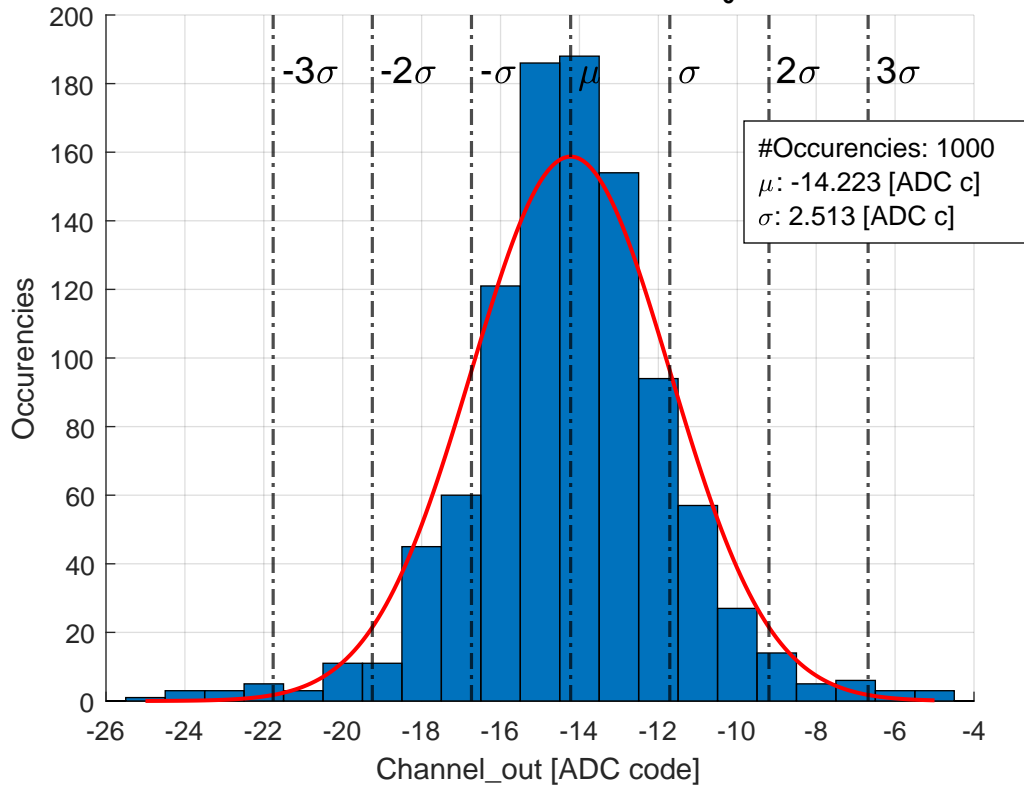 200
180
160
140
120
100
80
60
40
20
0
-3σ
-2σ
-σ
μ
σ
2σ
3σ
#Occurencies: 1000
μ: -14.223 [ADC c]
σ: 2.513 [ADC c]
Occurencies
-26 -24 -22 -20 -18 -16 -14 -12 -10 -8 -6 -4
Channel_out [ADC code]